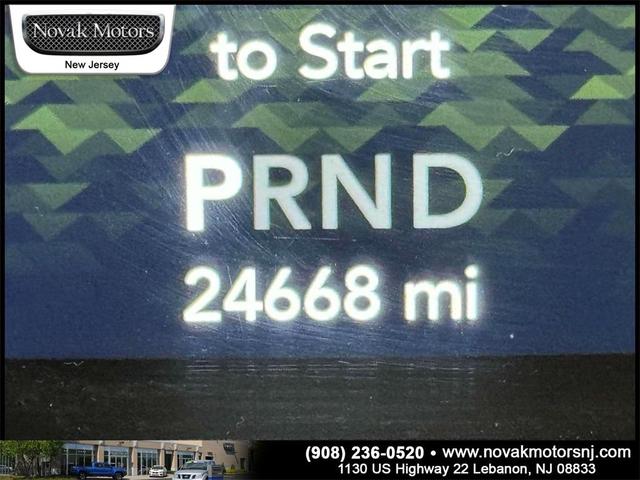 Novak Motors
New Jersey
to Start
PRND
24668 mi
(908) 236-0520 • www.novakmotorsnj.com
1130 US Highway 22 Lebanon, NJ 08833